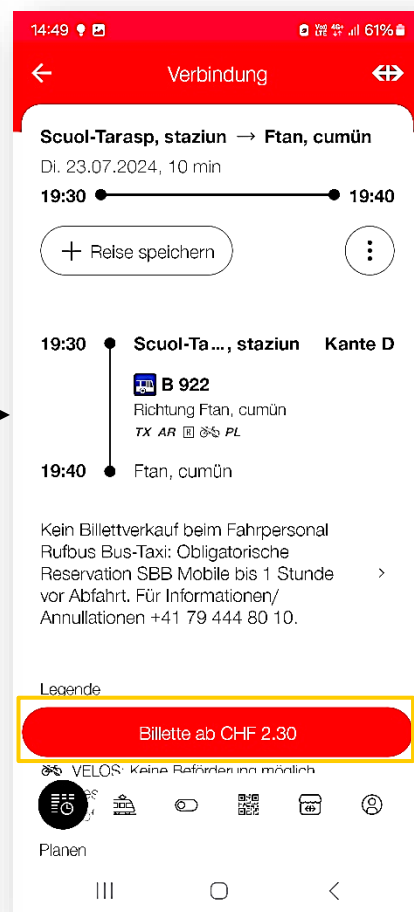 14:49 61%
Verbindung
Scuol-Tarasp, staziun → Ftan, cumün
Di. 23.07.2024, 10 min
19:30 19:40
+ Reise speichern
19:30 Scuol-Ta..., staziun Kante D
B 922
Richtung Ftan, cumün
TX AR R PL
19:40 Ftan, cumün
Kein Billettverkauf beim Fahrpersonal
Rufbus Bus-Taxi: Obligatorische
Reservation SBB Mobile bis 1 Stunde
vor Abfahrt. Für Informationen/
Annullationen +41 79 444 80 10.
Legende
Billette ab CHF 2.30
VELOS: Keine Beförderung möglich
Planen